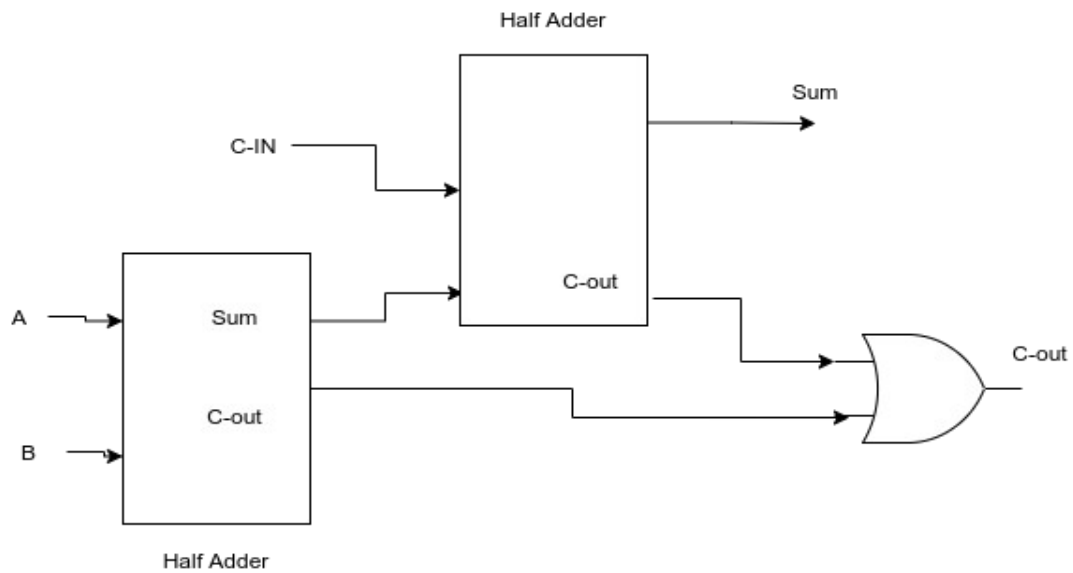 Half Adder
Sum
C-IN
C-out
A
Sum
C-out
C-out
B
Half Adder